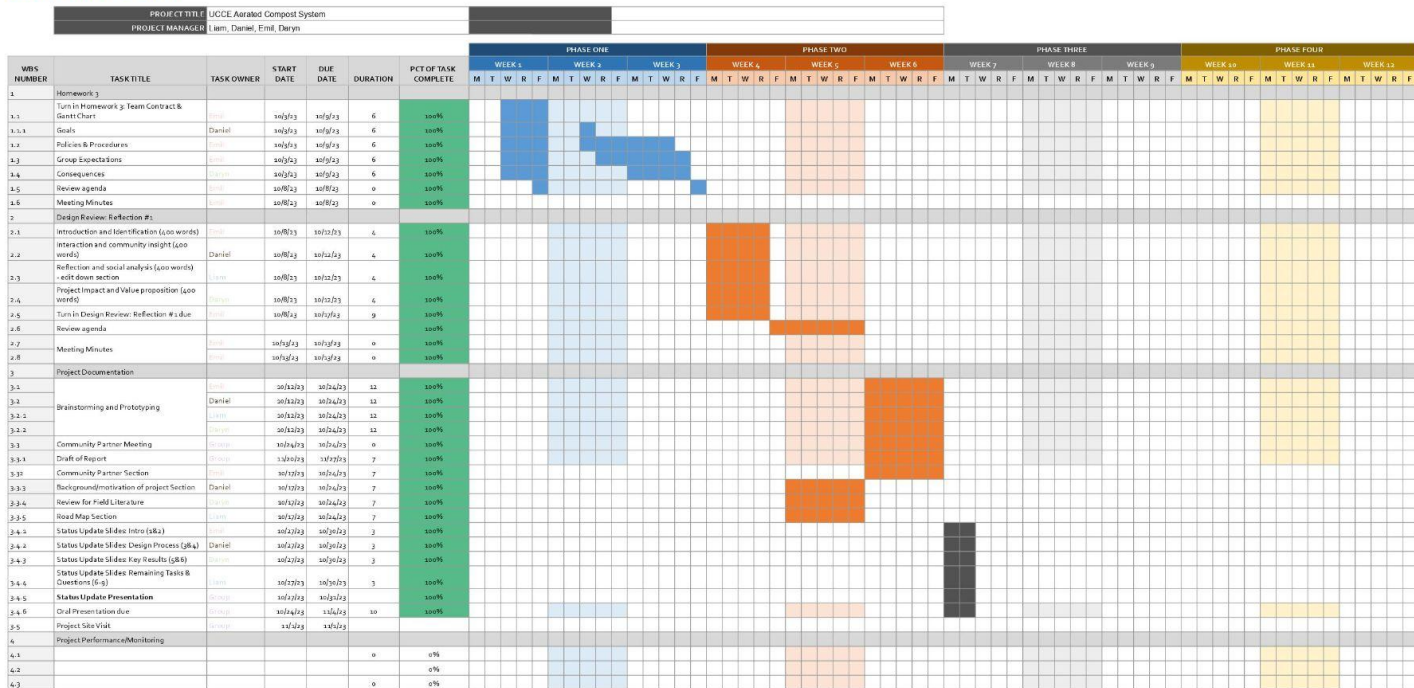 PROJECT TITLE UCCE Aerated Compost System
PROJECT MANAGER Liam, Daniel, Emil, Daryn
PHASE ONE PHASE TWO PHASE THREE PHASE FOUR
WBS NUMBER TASK TITLE TASK OWNER START DATE DUE DATE DURATION PCT OF TASK COMPLETE WEEK 1 WEEK 2 WEEK 3 WEEK 4 WEEK 5 WEEK 6 WEEK 7 WEEK 8 WEEK 9 WEEK 10 WEEK 11 WEEK 12
M T W R F M T W R F M T W R F M T W R F M T W R F M T W R F M T W R F M T W R F M T W R F M T W R F M T W R F M T W R F
1 Homework 3
1.1 Turn in Homework 3: Team Contract & Gantt Chart Emil 10/3/23 10/9/23 6 100%
1.1.1 Goals Daniel 10/3/23 10/9/23 6 100%
1.2 Policies & Procedures Emil 10/3/23 10/9/23 6 100%
1.3 Group Expectations Emil 10/3/23 10/9/23 6 100%
1.4 Consequences Daryn 10/3/23 10/9/23 6 100%
1.5 Review agenda Emil 10/8/23 10/8/23 0 100%
1.6 Meeting Minutes Emil 10/8/23 10/8/23 0 100%
2 Design Review: Reflection #1
2.1 Introduction and Identification (400 words) Emil 10/8/23 10/12/23 4 100%
2.2 Interaction and community insight (400 words) Daniel 10/8/23 10/12/23 4 100%
2.3 Reflection and social analysis (400 words) - edit down section Liam 10/8/23 10/12/23 4 100%
2.4 Project Impact and Value proposition (400 words) Daryn 10/8/23 10/12/23 4 100%
2.5 Turn in Design Review: Reflection #1 due Emil 10/8/23 10/17/23 9 100%
2.6 Review agenda 100%
2.7 Meeting Minutes Emil 10/13/23 10/13/23 0 100%
2.8 Emil 10/13/23 10/13/23 0 100%
3 Project Documentation
3.1 Brainstorming and Prototyping Emil 10/12/23 10/24/23 12 100%
3.2 Daniel 10/12/23 10/24/23 12 100%
3.2.1 Liam 10/12/23 10/24/23 12 100%
3.2.2 Daryn 10/12/23 10/24/23 12 100%
3.3 Community Partner Meeting Group 10/24/23 10/24/23 0 100%
3.3.1 Draft of Report Group 11/20/23 11/27/23 7 100%
3.32 Community Partner Section Emil 10/17/23 10/24/23 7 100%
3.3.3 Background/motivation of project Section Daniel 10/17/23 10/24/23 7 100%
3.3.4 Review for Field Literature Daryn 10/17/23 10/24/23 7 100%
3.3.5 Road Map Section Liam 10/17/23 10/24/23 7 100%
3.4.1 Status Update Slides: Intro (1&2) Emil 10/27/23 10/30/23 3 100%
3.4.2 Status Update Slides: Design Process (3&4) Daniel 10/27/23 10/30/23 3 100%
3.4.3 Status Update Slides: Key Results (5&6) Daryn 10/27/23 10/30/23 3 100%
3.4.4 Status Update Slides: Remaining Tasks & Questions (6-9) Liam 10/27/23 10/30/23 3 100%
3.4.5 Status Update Presentation Group 10/27/23 10/31/23 100%
3.4.6 Oral Presentation due Group 10/24/23 11/4/23 10 100%
3.5 Project Site Visit Group 11/1/23 11/1/23
4 Project Performance/Monitoring
4.1 0 0%
4.2 0%
4.3 0 0%